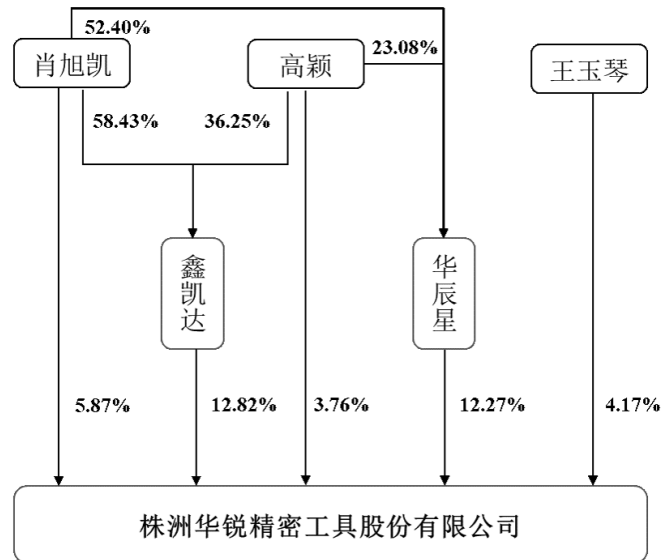 52.40%
肖旭凯
高颖
23.08%
王玉琴
58.43%
36.25%
鑫凯达
华辰星
5.87%
12.82%
3.76%
12.27%
4.17%
株洲华锐精密工具股份有限公司